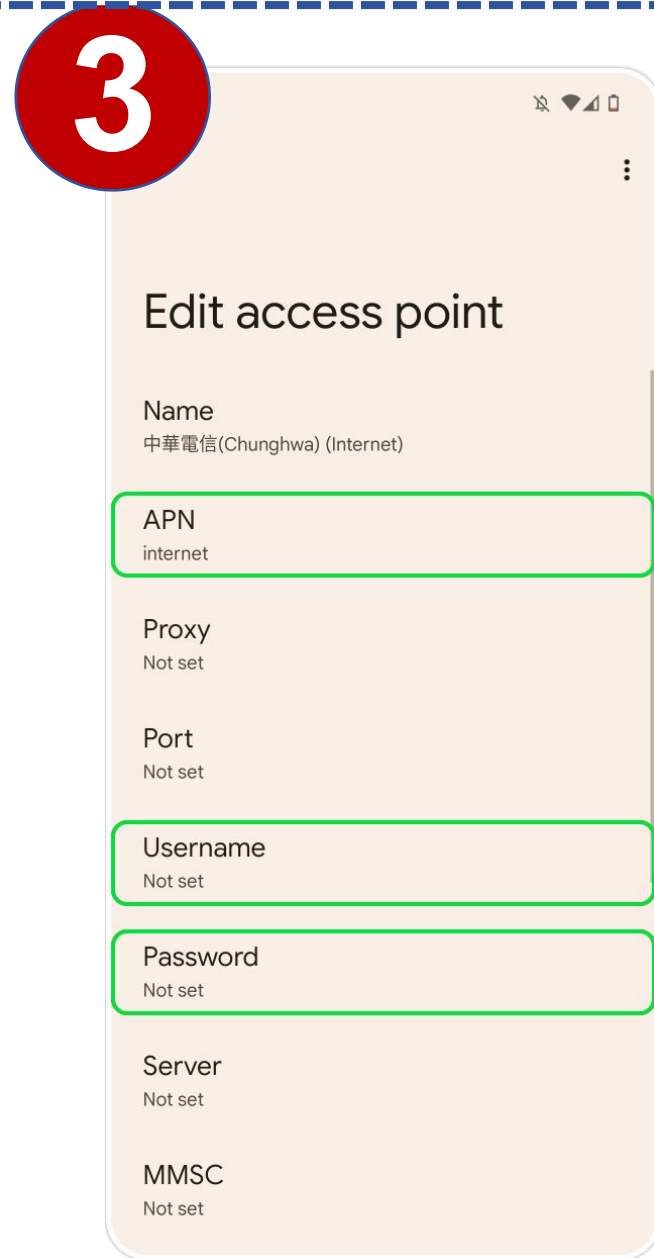 3
Edit access point
Name
中華電信(Chunghwa) (Internet)
APN
internet
Proxy
Not set
Port
Not set
Username
Not set
Password
Not set
Server
Not set
MMSC
Not set